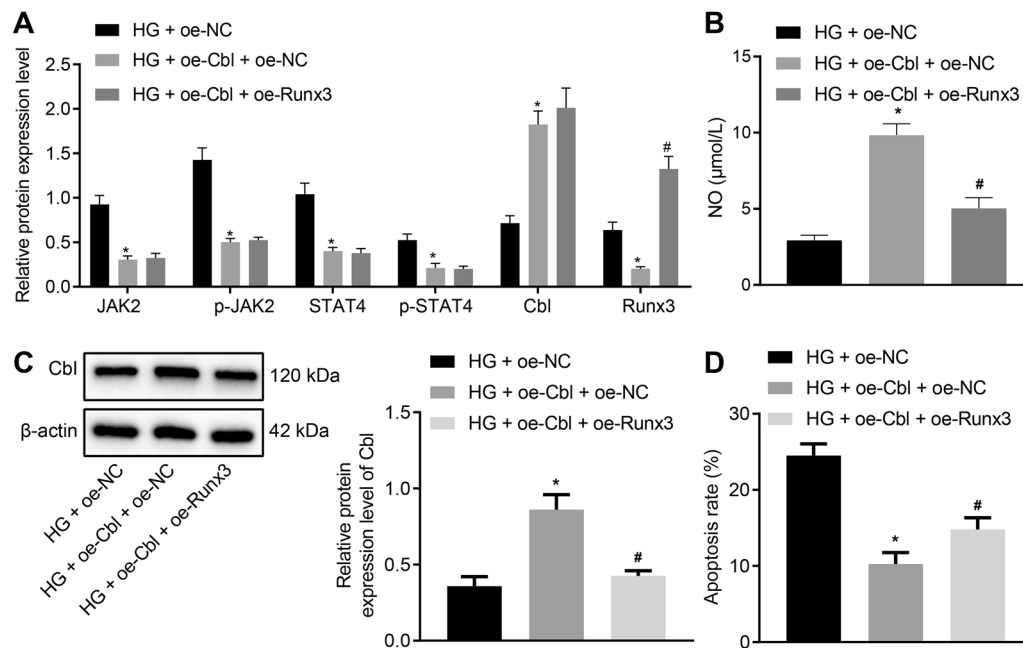 A
HG + oe-NC
HG + oe-Cbl + oe-NC
HG + oe-Cbl + oe-Runx3
Relative protein expression level
2.5
2.0
1.5
1.0
0.5
0.0
*
*
*
*
*
*
#
JAK2 p-JAK2 STAT4 p-STAT4 Cbl Runx3
B
HG + oe-NC
HG + oe-Cbl + oe-NC
HG + oe-Cbl + oe-Runx3
NO (μmol/L)
15
10
5
0
*
#
C
Cbl 120 kDa
β-actin 42 kDa
HG + oe-NC
HG + oe-Cbl + oe-NC
HG + oe-Cbl + oe-Runx3
HG + oe-NC
HG + oe-Cbl + oe-NC
HG + oe-Cbl + oe-Runx3
Relative protein
expression level of Cbl
1.5
1.0
0.5
0.0
*
#
D
HG + oe-NC
HG + oe-Cbl + oe-NC
HG + oe-Cbl + oe-Runx3
Apoptosis rate (%)
30
20
10
0
*
#